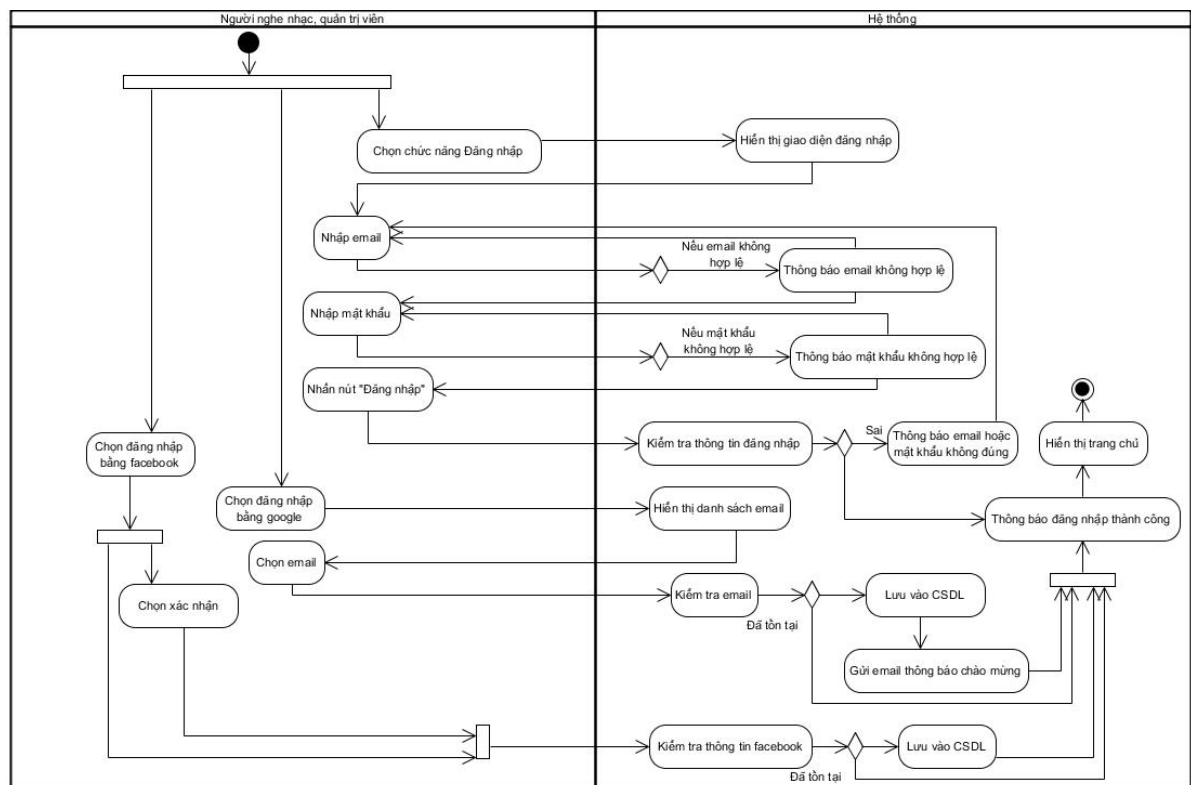 Người nghe nhạc, quản trị viên
Hệ thống
Chọn chức năng Đăng nhập
Hiển thị giao diện đăng nhập
Nhập email
Nếu email không
hợp lệ
Thông báo email không hợp lệ
Nhập mật khẩu
Nếu mật khẩu
không hợp lệ
Thông báo mật khẩu không hợp lệ
Nhấn nút "Đăng nhập"
Chọn đăng nhập
bằng facebook
Kiểm tra thông tin đăng nhập
Sai
Thông báo email hoặc
mật khẩu không đúng
Hiển thị trang chủ
Chọn đăng nhập
bằng google
Hiển thị danh sách email
Thông báo đăng nhập thành công
Chọn email
Chọn xác nhận
Kiểm tra email
Đã tồn tại
Lưu vào CSDL
Gửi email thông báo chào mừng
Kiểm tra thông tin facebook
Đã tồn tại
Lưu vào CSDL